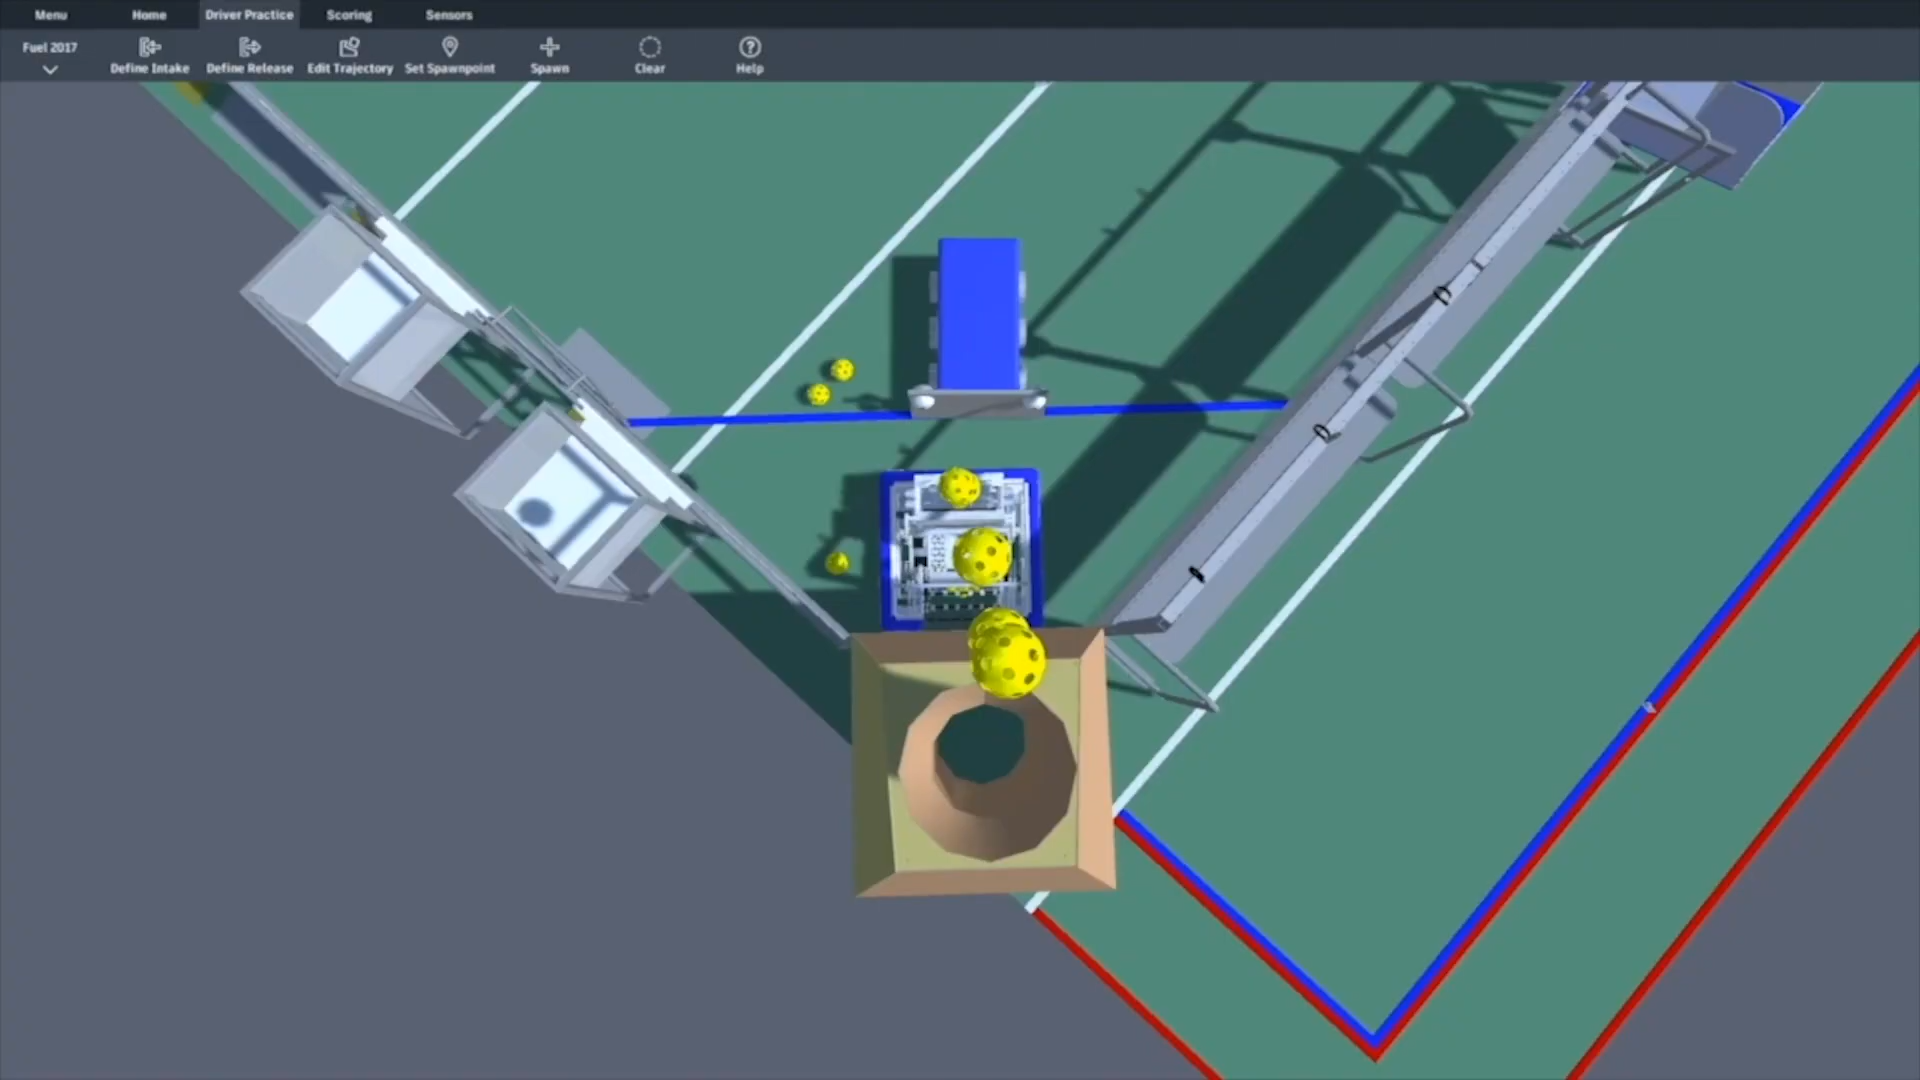 Menu
Home
Driver Practice
Scoring
Sensors
Fuel 2017
Define Intake
Define Release
Edit Trajectory
Set Spawnpoint
Spawn
Clear
Help